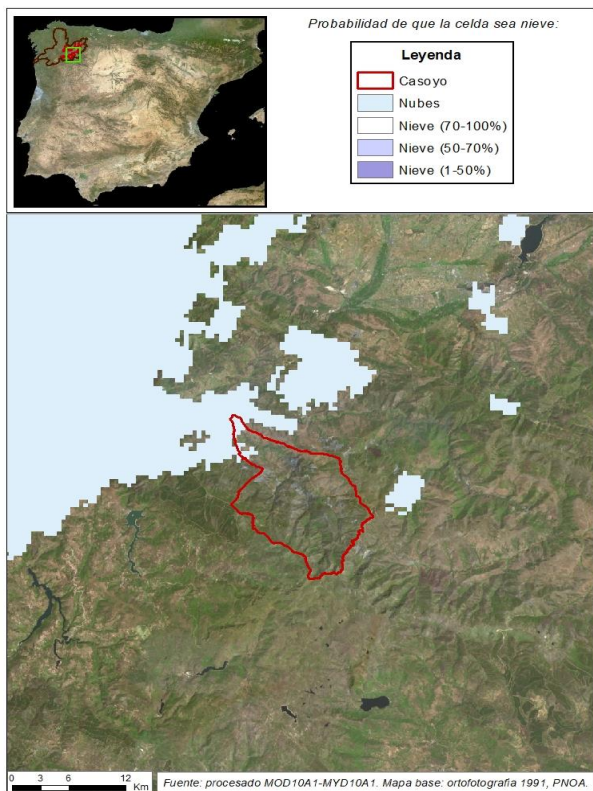 Probabilidad de que la celda sea nieve:
Leyenda
Casoyo
Nubes
Nieve (70-100%)
Nieve (50-70%)
Nieve (1-50%)
0 3 6 12
Km
Fuente: procesado MOD10A1-MYD10A1. Mapa base: ortofotografía 1991, PNOA.